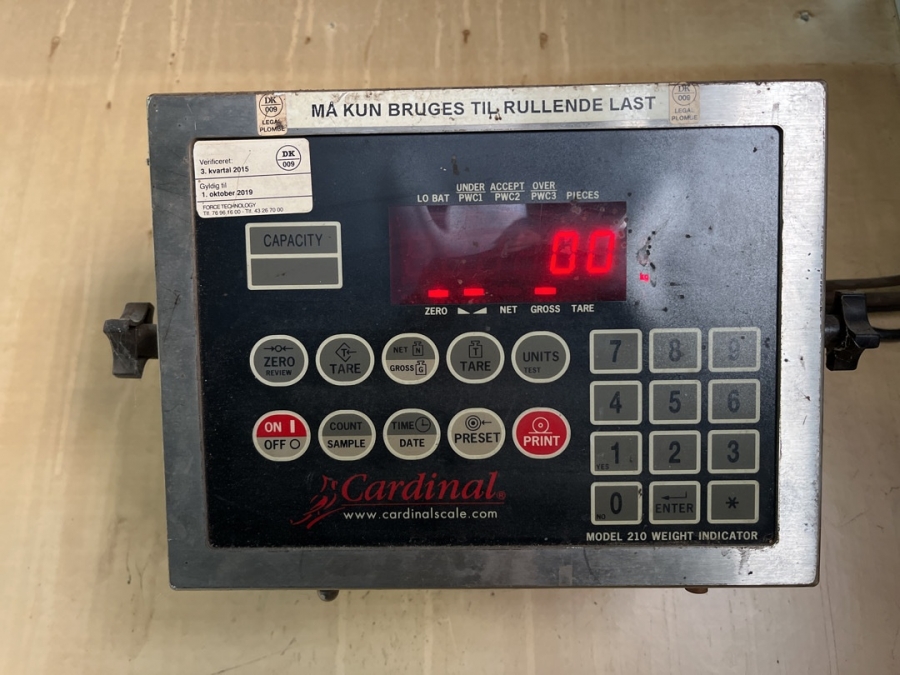 DK
009
LEGAL
PLOMBE
MÅ KUN BRUGES TIL RULLENDE LAST
DK
009
LEGAL
PLOMBE
Verificeret:
3. kvartal 2015
DK
009
Gyldig til
1. oktober 2019
FORCE TECHNOLOGY
UNDER ACCEPT OVER
LO BAT PWC1 PWC2 PWC3 PIECES
CAPACITY
00
kg
ZERO NET GROSS TARE
ZERO
REVIEW
T
TARE
NET N
GROSS G
T
TARE
UNITS
TEST
7 8 9
4 5 6
ON I
OFF O
COUNT
SAMPLE
TIME
DATE
PRESET
PRINT
YES 1 2 3
NO 0 ENTER *
Cardinal®
www.cardinalscale.com
MODEL 210 WEIGHT INDICATOR